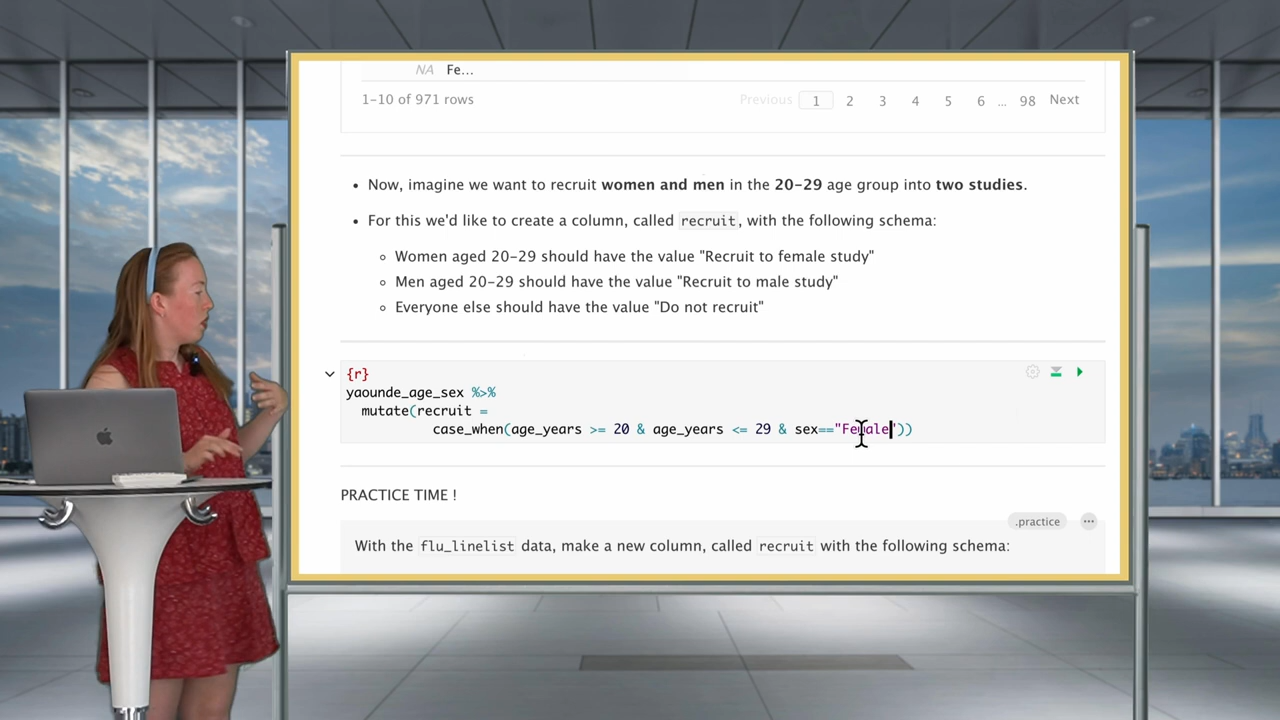 NA Fe...
1-10 of 971 rows
Previous 1 2 3 4 5 6 ... 98 Next
• Now, imagine we want to recruit women and men in the 20-29 age group into two studies.
• For this we'd like to create a column, called recruit, with the following schema:
◦ Women aged 20-29 should have the value "Recruit to female study"
◦ Men aged 20-29 should have the value "Recruit to male study"
◦ Everyone else should have the value "Do not recruit"
{r}
yaounde_age_sex %>%
mutate(recruit =
case_when(age_years >= 20 & age_years <= 29 & sex=="Female"))
PRACTICE TIME !
.practice ...
With the flu_linelist data, make a new column, called recruit with the following schema: